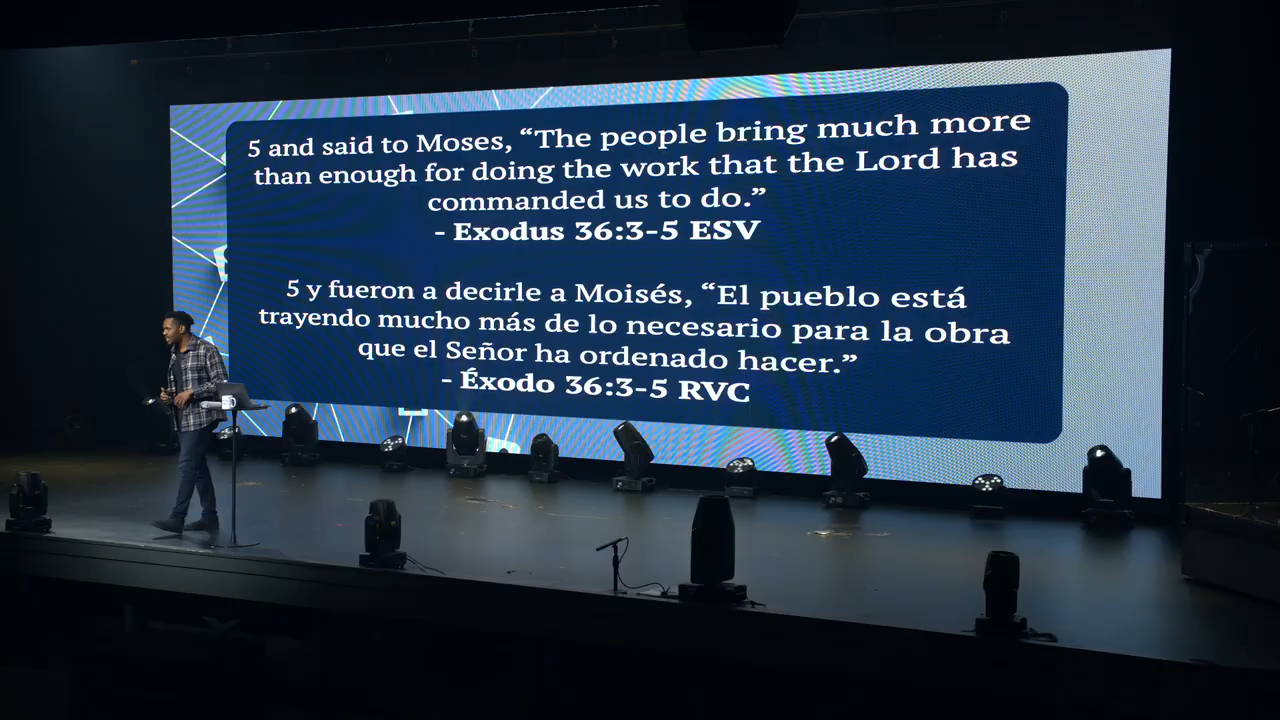 5 and said to Moses, “The people bring much more
than enough for doing the work that the Lord has
commanded us to do.”
- Exodus 36:3-5 ESV
5 y fueron a decirle a Moisés, “El pueblo está
trayendo mucho más de lo necesario para la obra
que el Señor ha ordenado hacer.”
- Éxodo 36:3-5 RVC